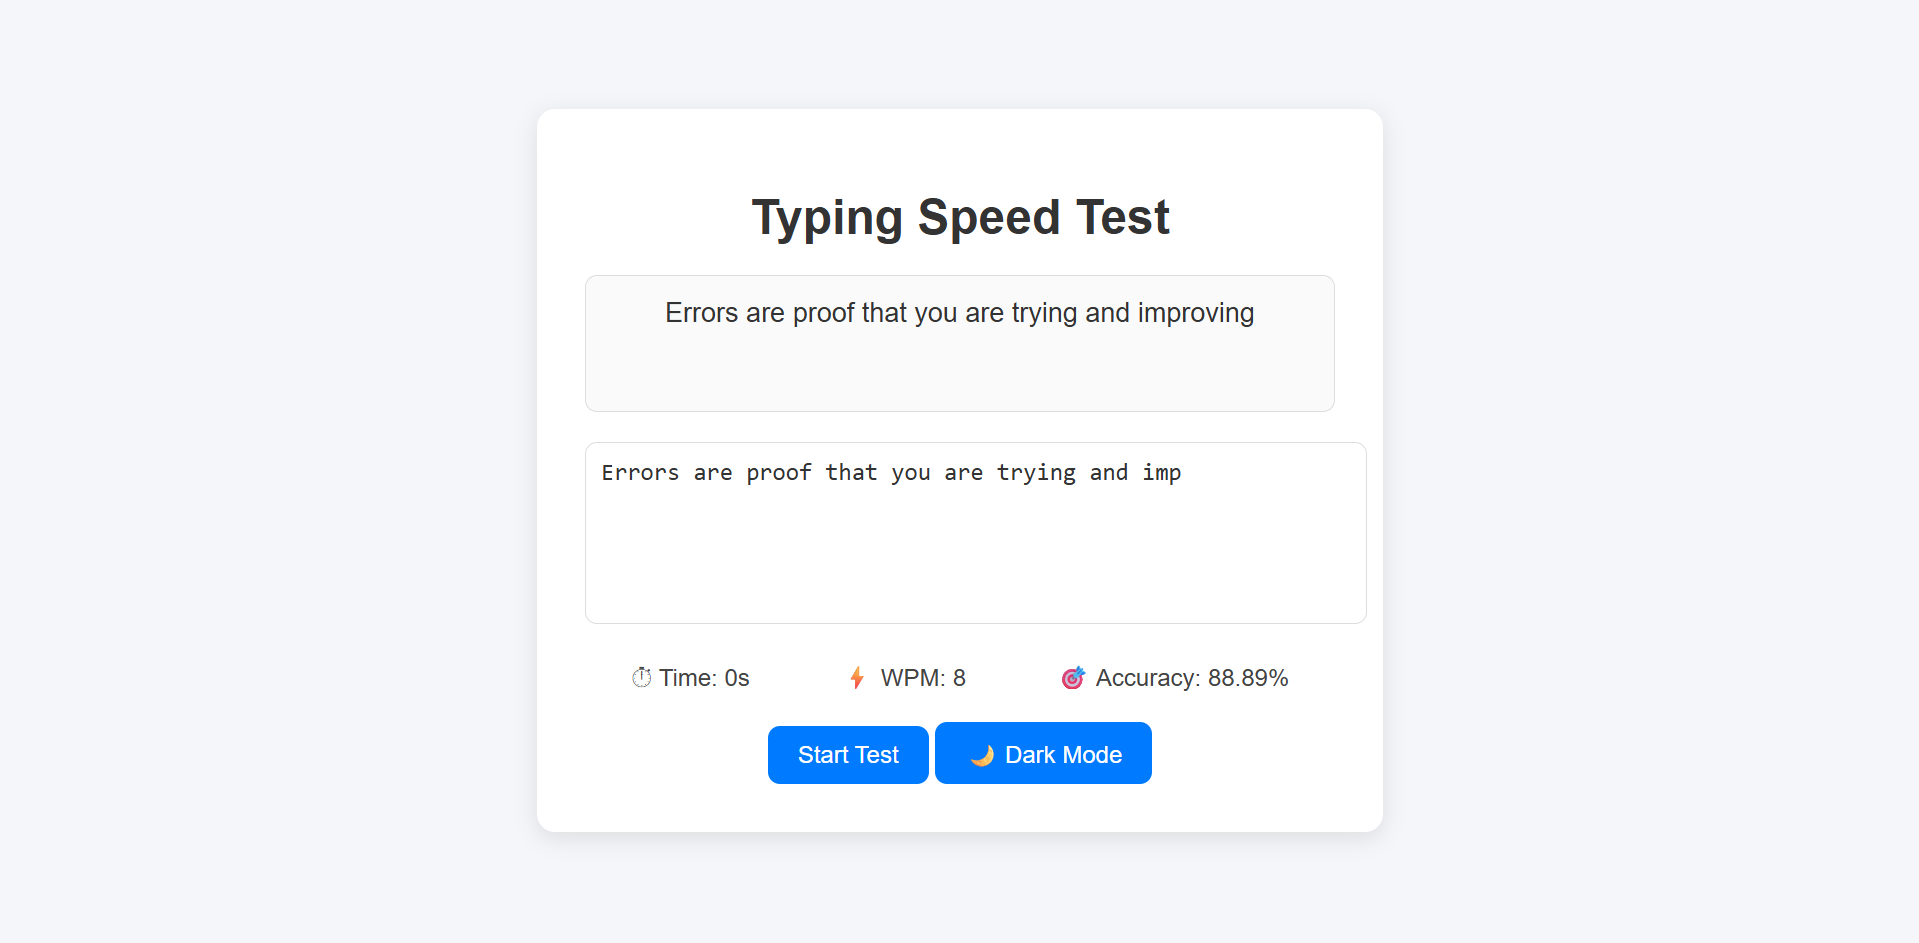 Typing Speed Test
Errors are proof that you are trying and improving
Errors are proof that you are trying and imp
⏱ Time: 0s ⚡ WPM: 8 🎯 Accuracy: 88.89%
Start Test 🌙 Dark Mode